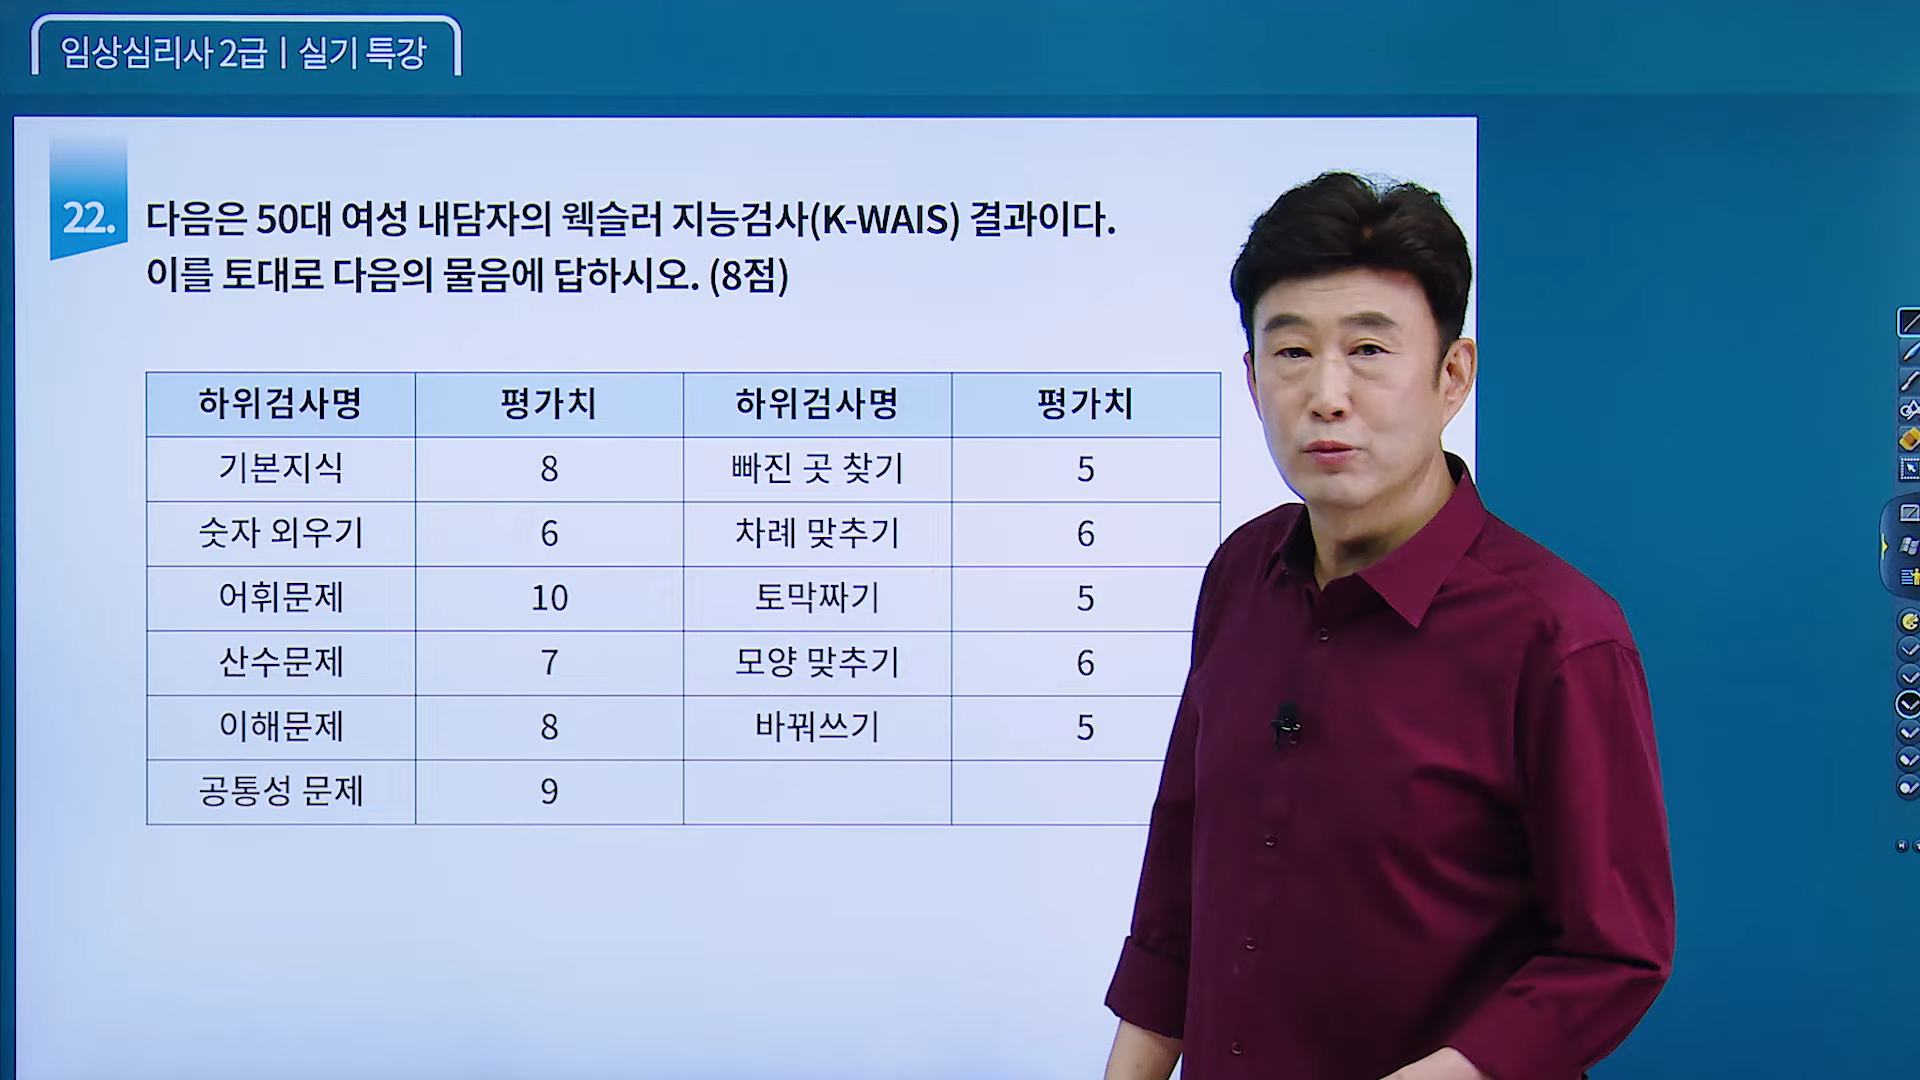 임상심리사 2급 | 실기 특강
22. 다음은 50대 여성 내담자의 웩슬러 지능검사(K-WAIS) 결과이다.
이를 토대로 다음의 물음에 답하시오. (8점)
하위검사명 평가치 하위검사명 평가치
기본지식 8 빠진 곳 찾기 5
숫자 외우기 6 차례 맞추기 6
어휘문제 10 토막짜기 5
산수문제 7 모양 맞추기 6
이해문제 8 바꿔쓰기 5
공통성 문제 9